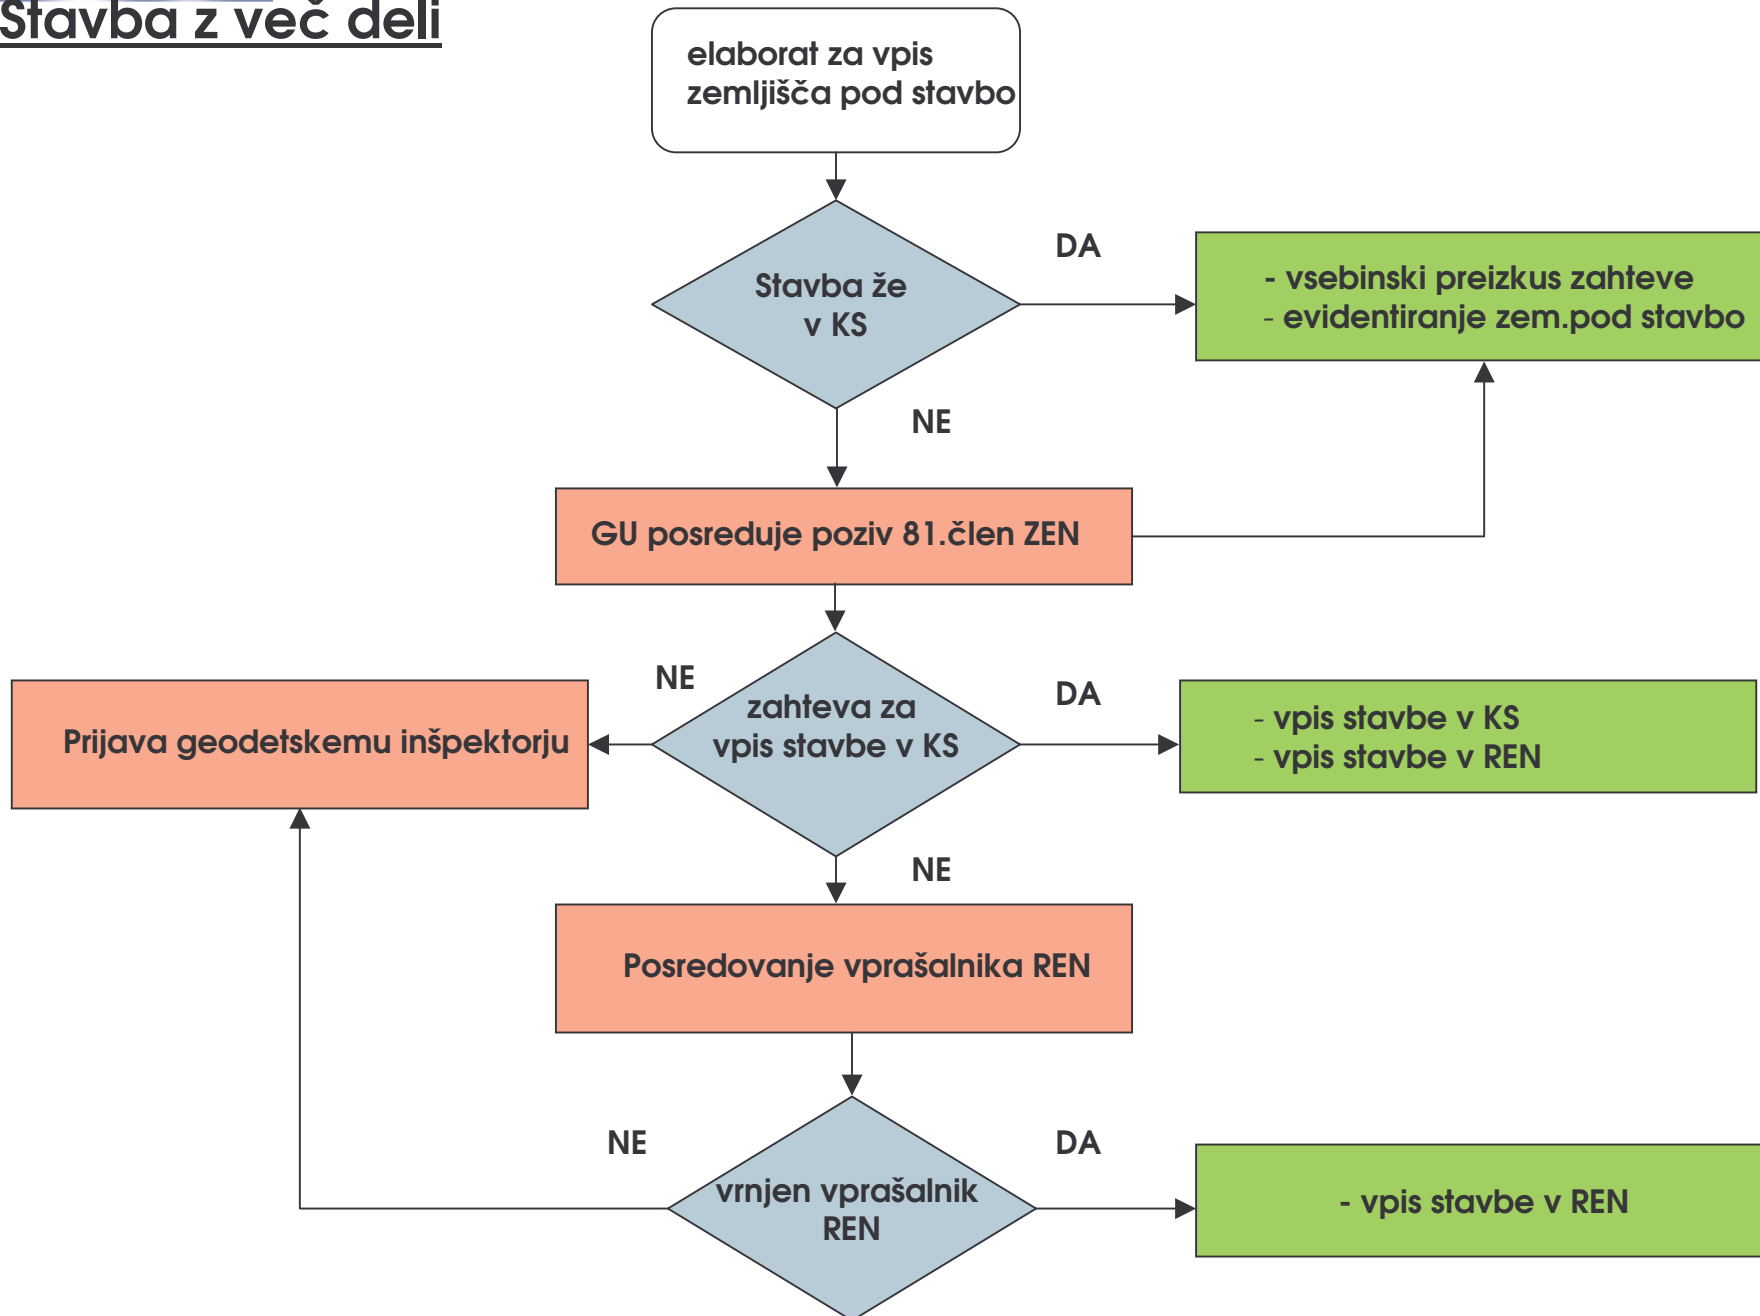 Stavba z več deli
elaborat za vpis
zemljišča pod stavbo
Stavba že
v KS
DA
- vsebinski preizkus zahteve
- evidentiranje zem.pod stavbo
NE
GU posreduje poziv 81.člen ZEN
NE
zahteva za
vpis stavbe v KS
DA
- vpis stavbe v KS
- vpis stavbe v REN
Prijava geodetskemu inšpektorju
NE
Posredovanje vprašalnika REN
NE
vrnjen vprašalnik
REN
DA
- vpis stavbe v REN